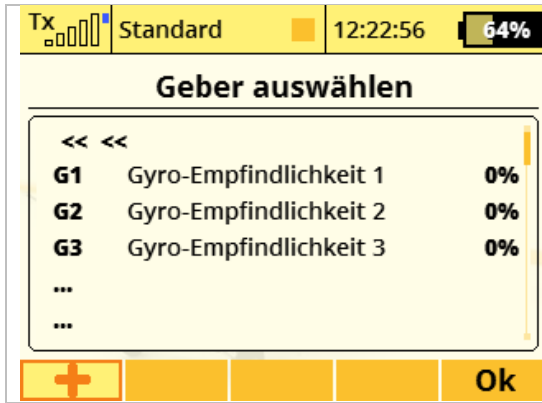 Tx Standard 12:22:56 64%
Geber auswählen
<< <<
G1 Gyro-Empfindlichkeit 1 0%
G2 Gyro-Empfindlichkeit 2 0%
G3 Gyro-Empfindlichkeit 3 0%
...
...
+ Ok